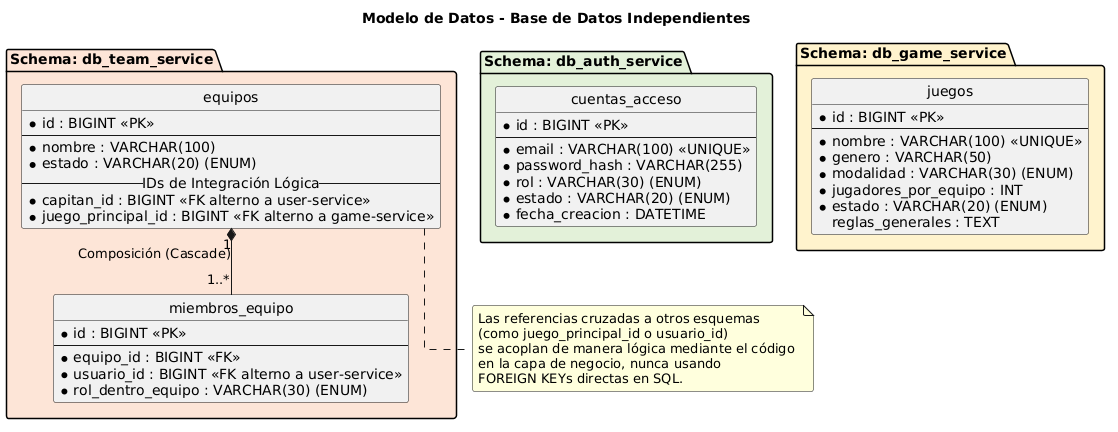 Modelo de Datos - Base de Datos Independientes
Schema: db_team_service
equipos
id : BIGINT «PK»
nombre : VARCHAR(100)
estado : VARCHAR(20) (ENUM)
IDs de Integración Lógica
capitan_id : BIGINT «FK alterno a user-service»
juego_principal_id : BIGINT «FK alterno a game-service»
1
Composición (Cascade)
1..*
miembros_equipo
id : BIGINT «PK»
equipo_id : BIGINT «FK»
usuario_id : BIGINT «FK alterno a user-service»
rol_dentro_equipo : VARCHAR(30) (ENUM)
Schema: db_auth_service
cuentas_acceso
id : BIGINT «PK»
email : VARCHAR(100) «UNIQUE»
password_hash : VARCHAR(255)
rol : VARCHAR(30) (ENUM)
estado : VARCHAR(20) (ENUM)
fecha_creacion : DATETIME
Schema: db_game_service
juegos
id : BIGINT «PK»
nombre : VARCHAR(100) «UNIQUE»
genero : VARCHAR(50)
modalidad : VARCHAR(30) (ENUM)
jugadores_por_equipo : INT
estado : VARCHAR(20) (ENUM)
reglas_generales : TEXT
Las referencias cruzadas a otros esquemas
(como juego_principal_id o usuario_id)
se acoplan de manera lógica mediante el código
en la capa de negocio, nunca usando
FOREIGN KEYs directas en SQL.